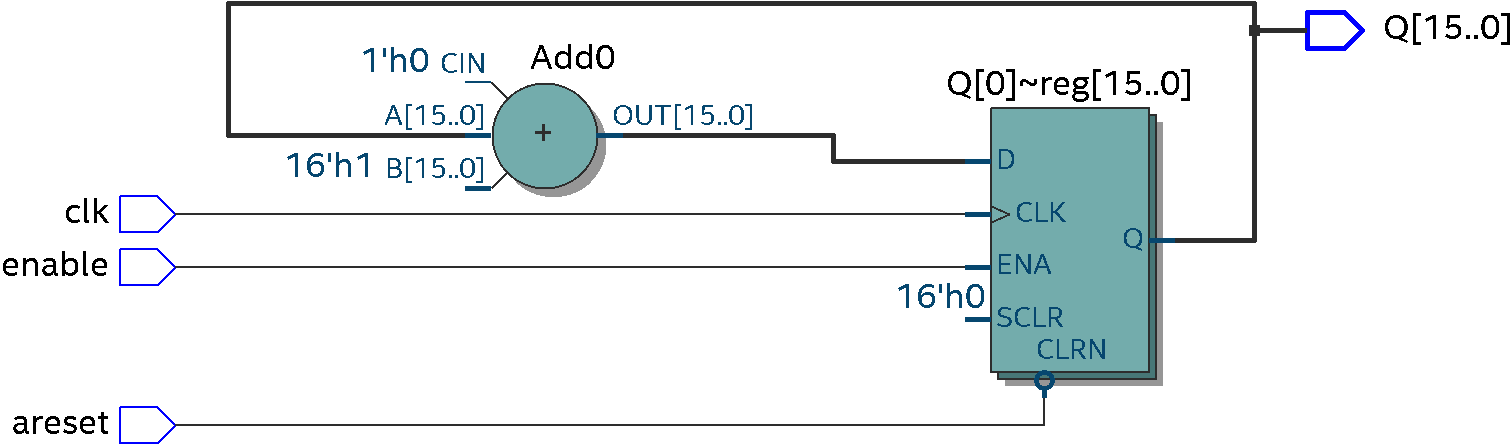 Q[15..0]
1'h0 CIN
Add0
Q[0]~reg[15..0]
A[15..0]
OUT[15..0]
+
16'h1 B[15..0]
D
clk
CLK
Q
enable
ENA
16'h0
SCLR
CLRN
areset